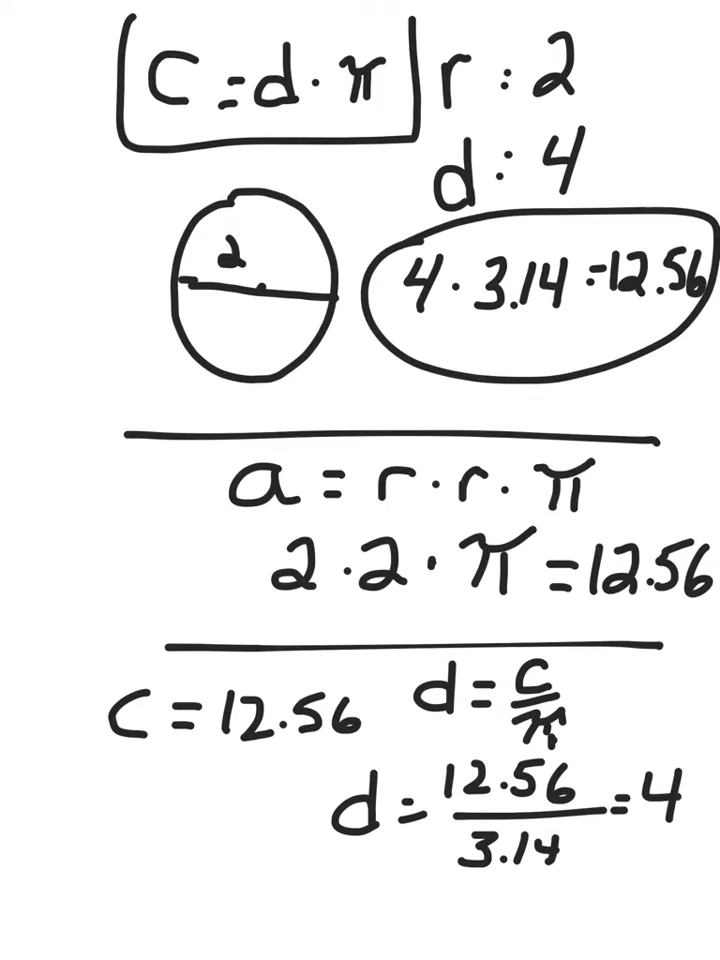 C = d · π
r : 2
d : 4
2
4 · 3.14 = 12.56
a = r · r · π
2 · 2 · π = 12.56
C = 12.56
d = c/π
d = 12.56/3.14 = 4